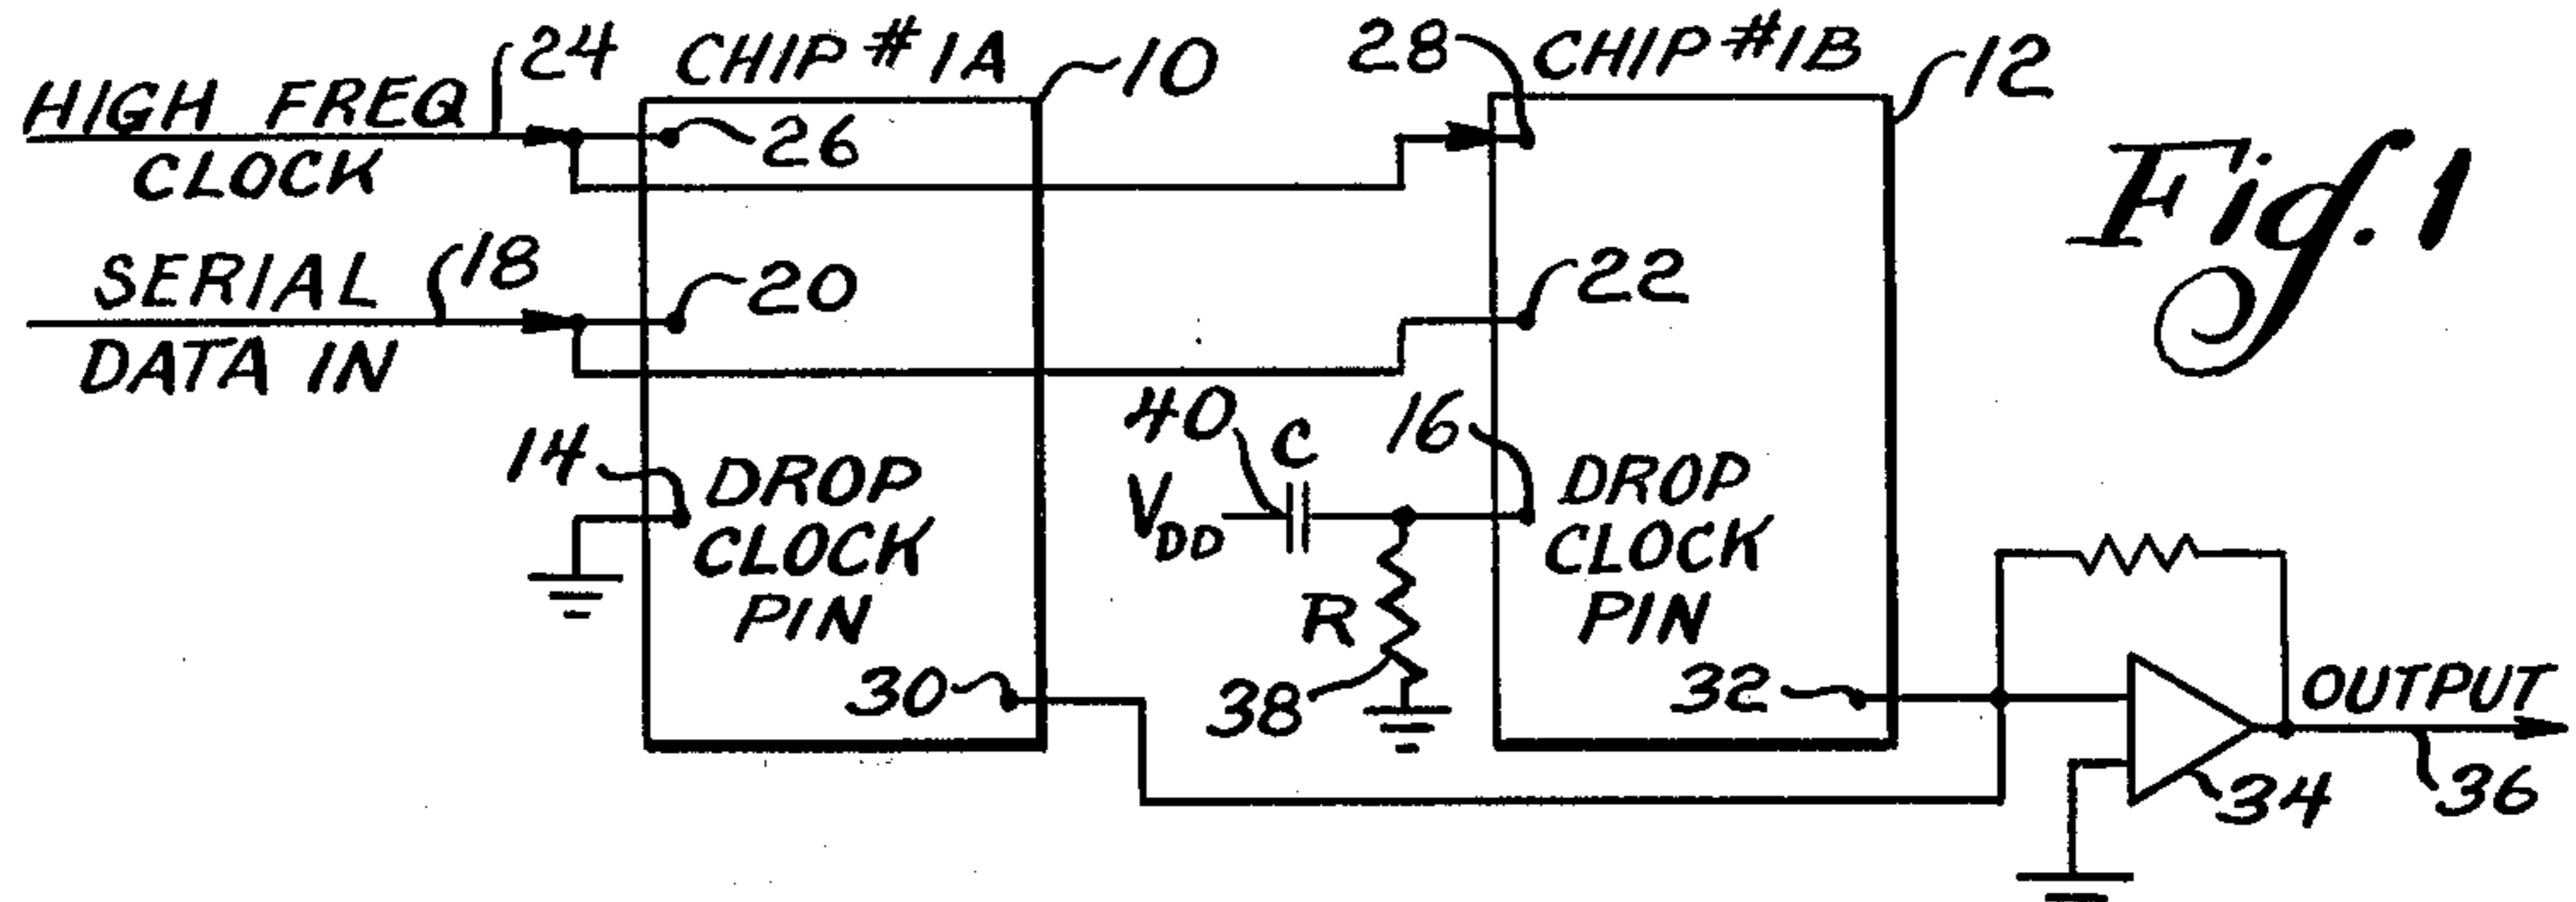 24
CHIP #1A
10
28
CHIP #1B
12
HIGH FREQ
CLOCK
26
Fig. 1
SERIAL
DATA IN
18
20
22
14
DROP
CLOCK
PIN
40
C
VDD
16
DROP
CLOCK
PIN
R
38
30
32
OUTPUT
34
36